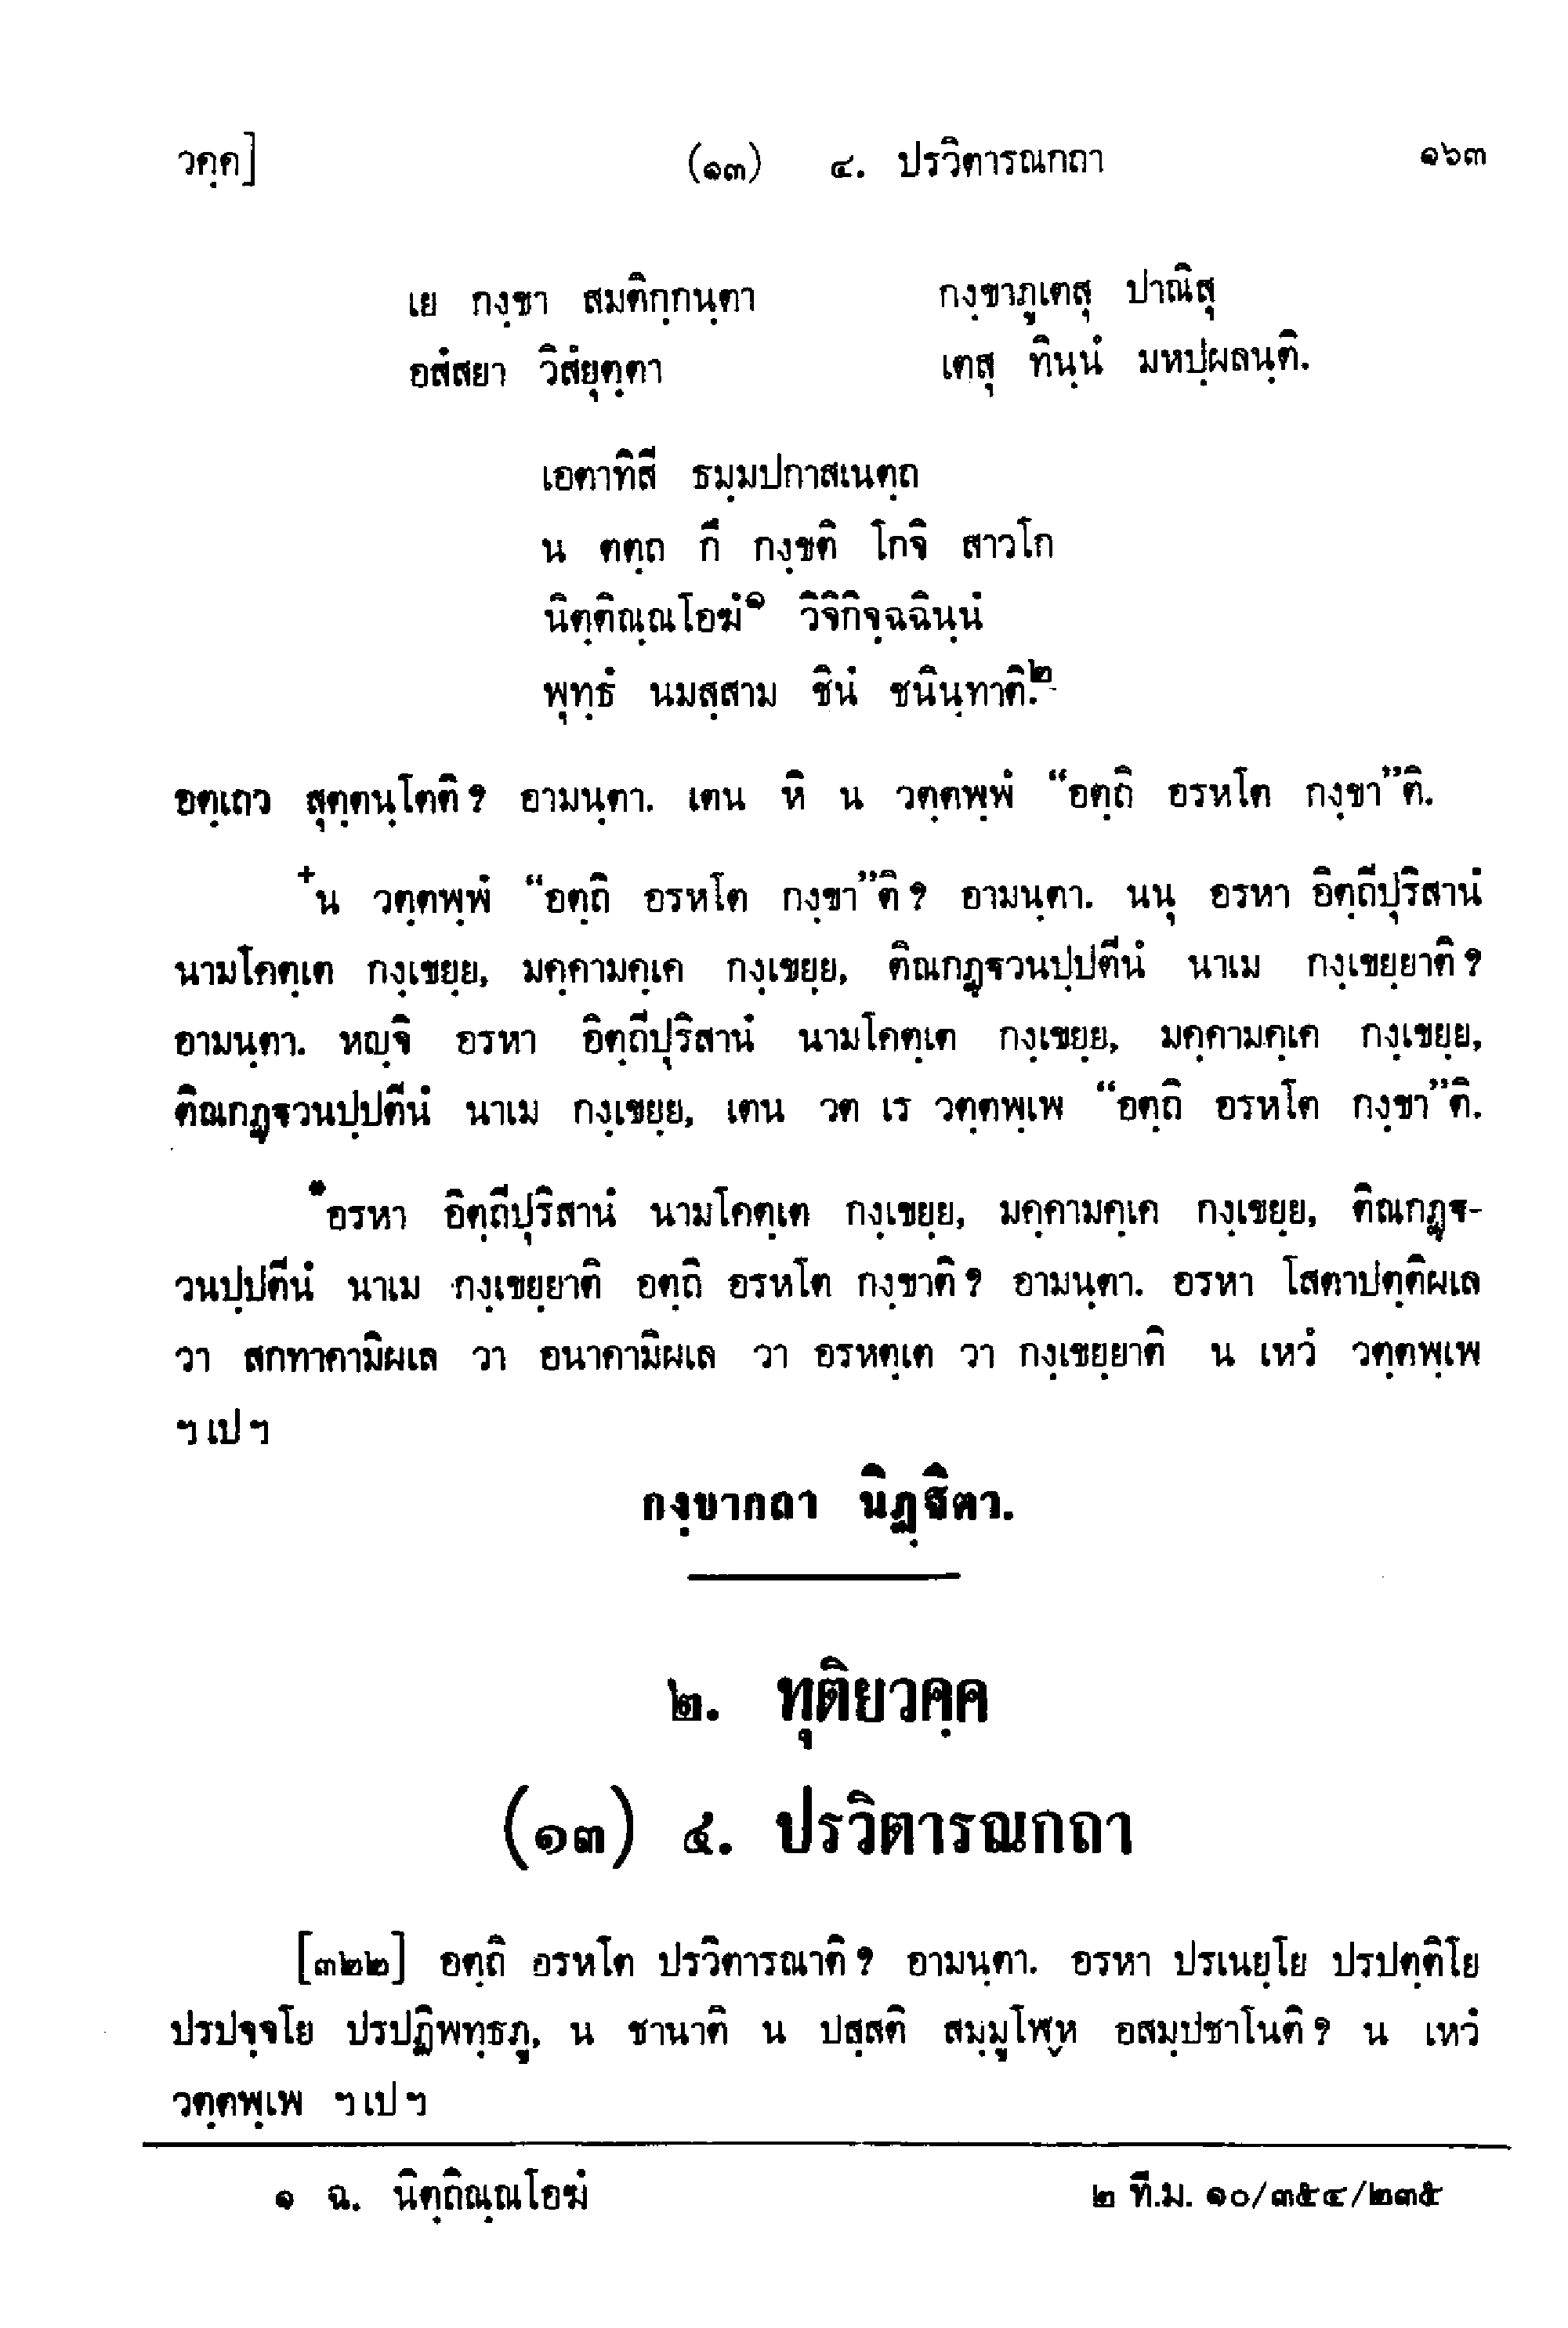 วคฺค] (๑๓) ๔. ปรวิตารณกถา ๑๖๓
เย กงฺขา สมติกฺกนฺตา กงฺขาภูเตสุ ปาณิสุ
อสํสยา วิสํยุตฺตา เตสุ ทินฺนํ มหปฺผลนฺติ.
เอตาทิสี ธมฺมปกาสเนตฺถ
น ตตฺถ กึ กงฺขติ โกจิ สาวโก
นิตฺติณฺณโอฆํ๑ วิจิกิจฺฉฉินฺนํ
พุทฺธํ นมสฺสาม ชินํ ชนินฺทาติ.๒
อตฺเถว สุตฺตนฺโตติ? อามนฺตา. เตน หิ น วตฺตพฺพํ “อตฺถิ อรหโต กงฺขา”ติ.
+น วตฺตพฺพํ “อตฺถิ อรหโต กงฺขา”ติ? อามนฺตา. นนุ อรหา อิตฺถีปุริสานํ
นามโคตฺเต กงฺเขยฺย, มคฺคามคฺเค กงฺเขยฺย, ติณกฏฺฐวนปฺปตีนํ นาเม กงฺเขยฺยาติ?
อามนฺตา. หญฺจิ อรหา อิตฺถีปุริสานํ นามโคตฺเต กงฺเขยฺย, มคฺคามคฺเค กงฺเขยฺย,
ติณกฏฺฐวนปฺปตีนํ นาเม กงฺเขยฺย, เตน วต เร วตฺตพฺเพ “อตฺถิ อรหโต กงฺขา”ติ.
*อรหา อิตฺถีปุริสานํ นามโคตฺเต กงฺเขยฺย, มคฺคามคฺเค กงฺเขยฺย, ติณกฏฺฐ-
วนปฺปตีนํ นาเม กงฺเขยฺยาติ อตฺถิ อรหโต กงฺขาติ? อามนฺตา. อรหา โสตาปตฺติผเล
วา สกทาคามิผเล วา อนาคามิผเล วา อรหตฺเต วา กงฺเขยฺยาติ น เหวํ วตฺตพฺเพ
ฯเปฯ
กงฺขากถา นิฏฺฐิตา.
๒. ทุติยวคฺค
(๑๓) ๔. ปรวิตารณกถา
[๓๒๒] อตฺถิ อรหโต ปรวิตารณาติ? อามนฺตา. อรหา ปรเนยฺโย ปรปตฺติโย
ปรปจฺจโย ปรปฏิพทฺธภู, น ชานาติ น ปสฺสติ สมฺมูโฬฺห อสมฺปชาโนติ? น เหวํ
วตฺตพฺเพ ฯเปฯ
๑ ฉ. นิตฺถิณฺณโอฆํ ๒ ที.ม. ๑๐/๓๕๔/๒๓๕